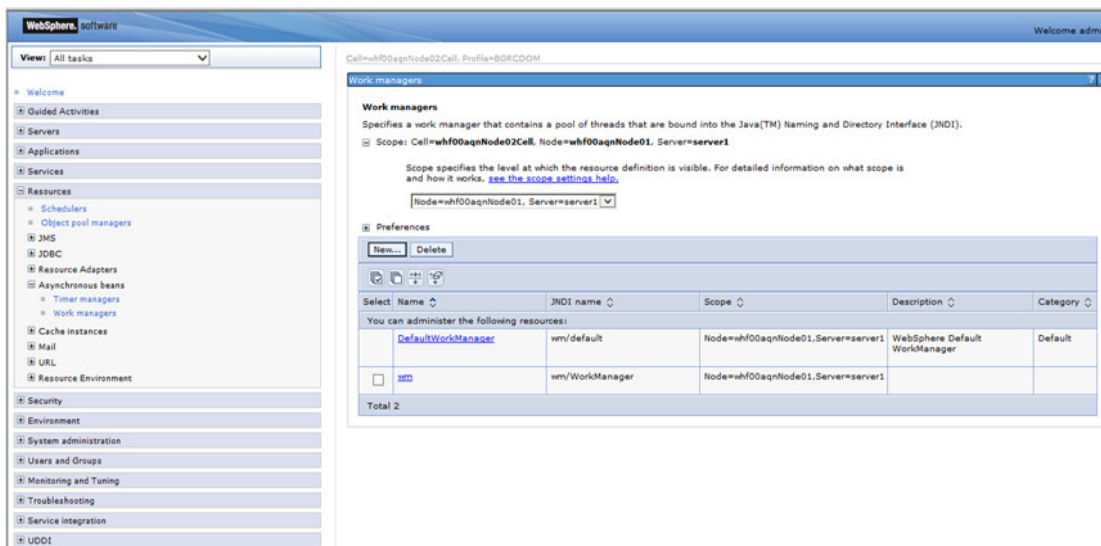 WebSphere. software
Welcome admi
View: All tasks
Cell=whf00aqnNode02Cell, Profile=BGRCDOM
Work managers
?
Welcome
Guided Activities
Servers
Applications
Services
Resources
Schedulers
Object pool managers
JMS
JDBC
Resource Adapters
Asynchronous beans
Timer managers
Work managers
Cache instances
Mail
URL
Resource Environment
Security
Environment
System administration
Users and Groups
Monitoring and Tuning
Troubleshooting
Service integration
UDDI
Work managers
Specifies a work manager that contains a pool of threads that are bound into the Java(TM) Naming and Directory Interface (JNDI).
Scope: Cell=whf00aqnNode02Cell, Node=whf00aqnNode01, Server=server1
Scope specifies the level at which the resource definition is visible. For detailed information on what scope is
and how it works, see the scope settings help.
Node=whf00aqnNode01, Server=server1
Preferences
New... Delete
Select Name JNDI name Scope Description Category
You can administer the following resources:
DefaultWorkManager wm/default Node=whf00aqnNode01,Server=server1 WebSphere Default Default
WorkManager
wm wm/WorkManager Node=whf00aqnNode01,Server=server1
Total 2